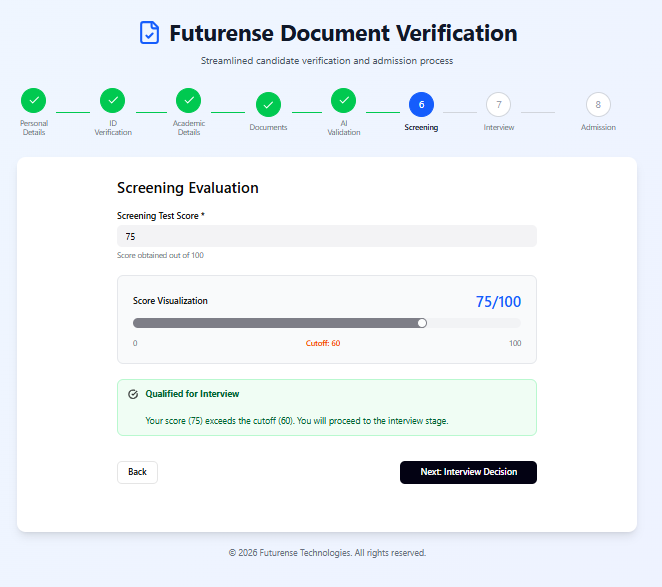 Futurense Document Verification
Streamlined candidate verification and admission process
6
7
8
Personal
Details
ID
Verification
Academic
Details
Documents
AI
Validation
Screening
Interview
Admission
Screening Evaluation
Screening Test Score *
75
Score obtained out of 100
Score Visualization
75/100
0
Cutoff: 60
100
Qualified for Interview
Your score (75) exceeds the cutoff (60). You will proceed to the interview stage.
Back
Next: Interview Decision
© 2026 Futurense Technologies. All rights reserved.